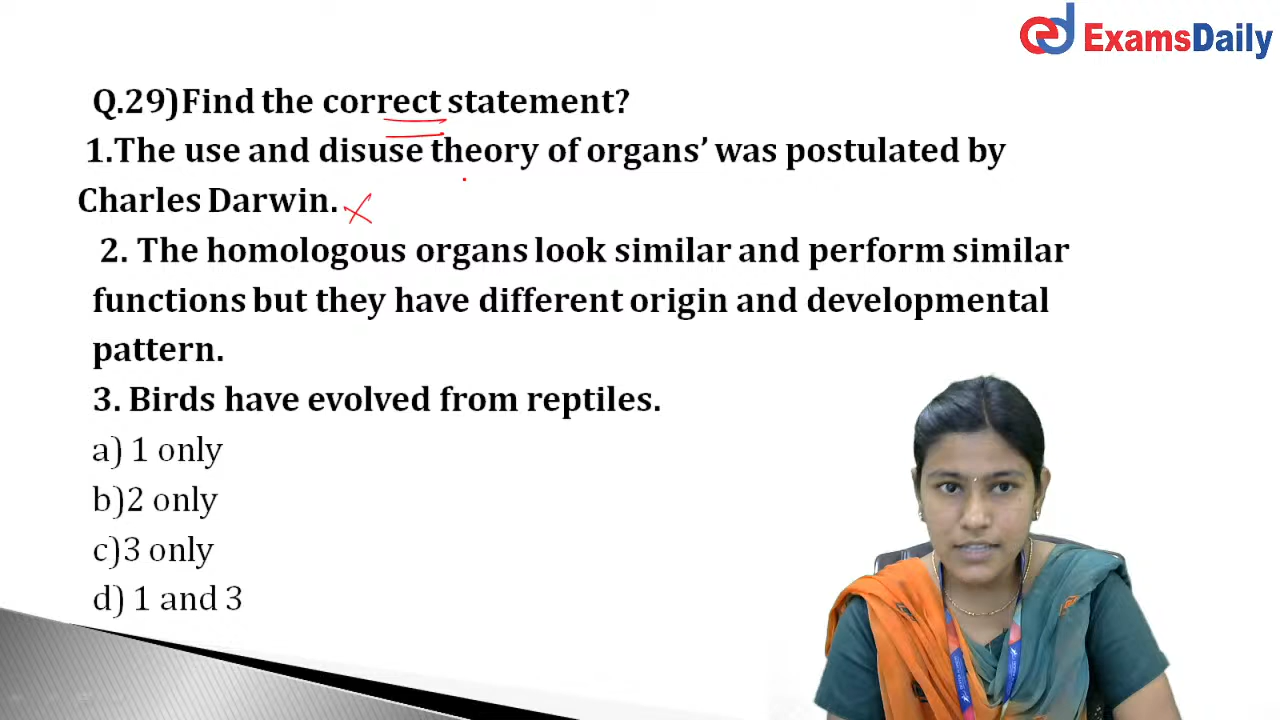 ExamsDaily
Q.29)Find the correct statement?
1.The use and disuse theory of organs’ was postulated by
Charles Darwin.
2. The homologous organs look similar and perform similar
functions but they have different origin and developmental
pattern.
3. Birds have evolved from reptiles.
a) 1 only
b)2 only
c)3 only
d) 1 and 3